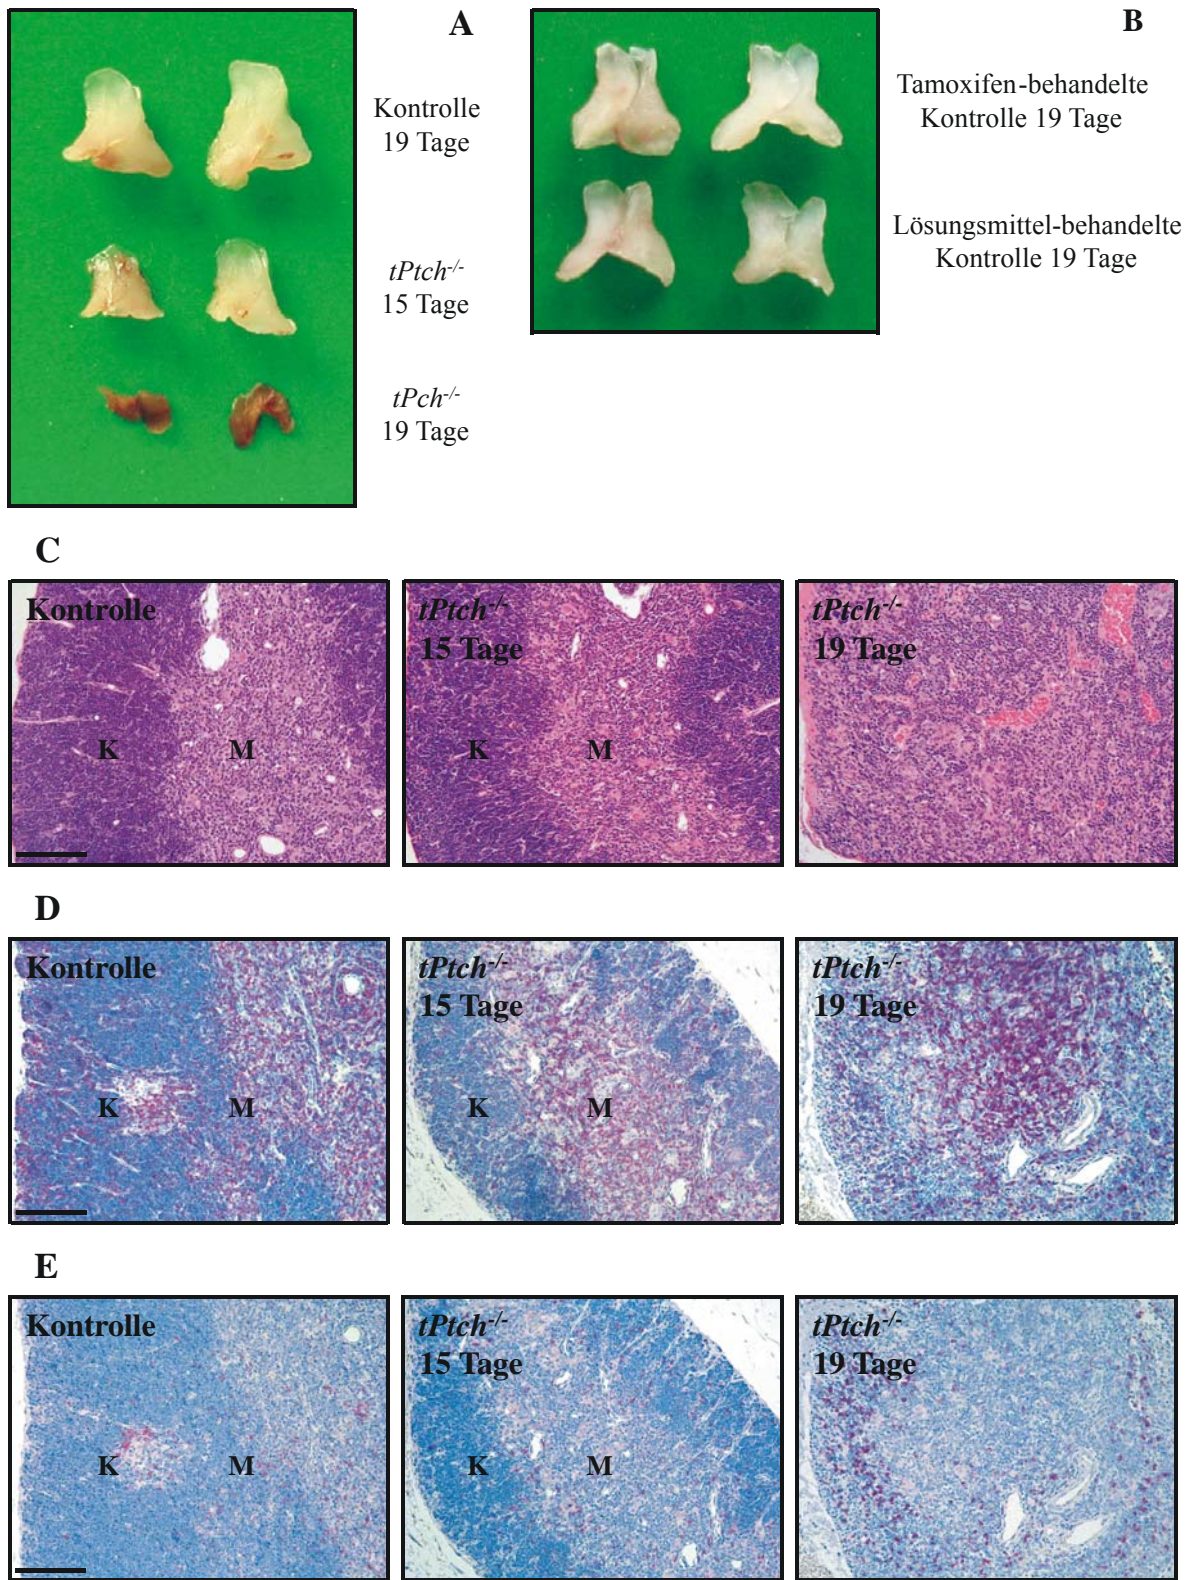 A
Kontrolle
19 Tage
tPtch-/-
15 Tage
tPch-/-
19 Tage
B
Tamoxifen-behandelte
Kontrolle 19 Tage
Lösungsmittel-behandelte
Kontrolle 19 Tage
C
Kontrolle
K
M
tPtch-/-
15 Tage
K
M
tPtch-/-
19 Tage
D
Kontrolle
K
M
tPtch-/-
15 Tage
K
M
tPtch-/-
19 Tage
E
Kontrolle
K
M
tPtch-/-
15 Tage
K
M
tPtch-/-
19 Tage